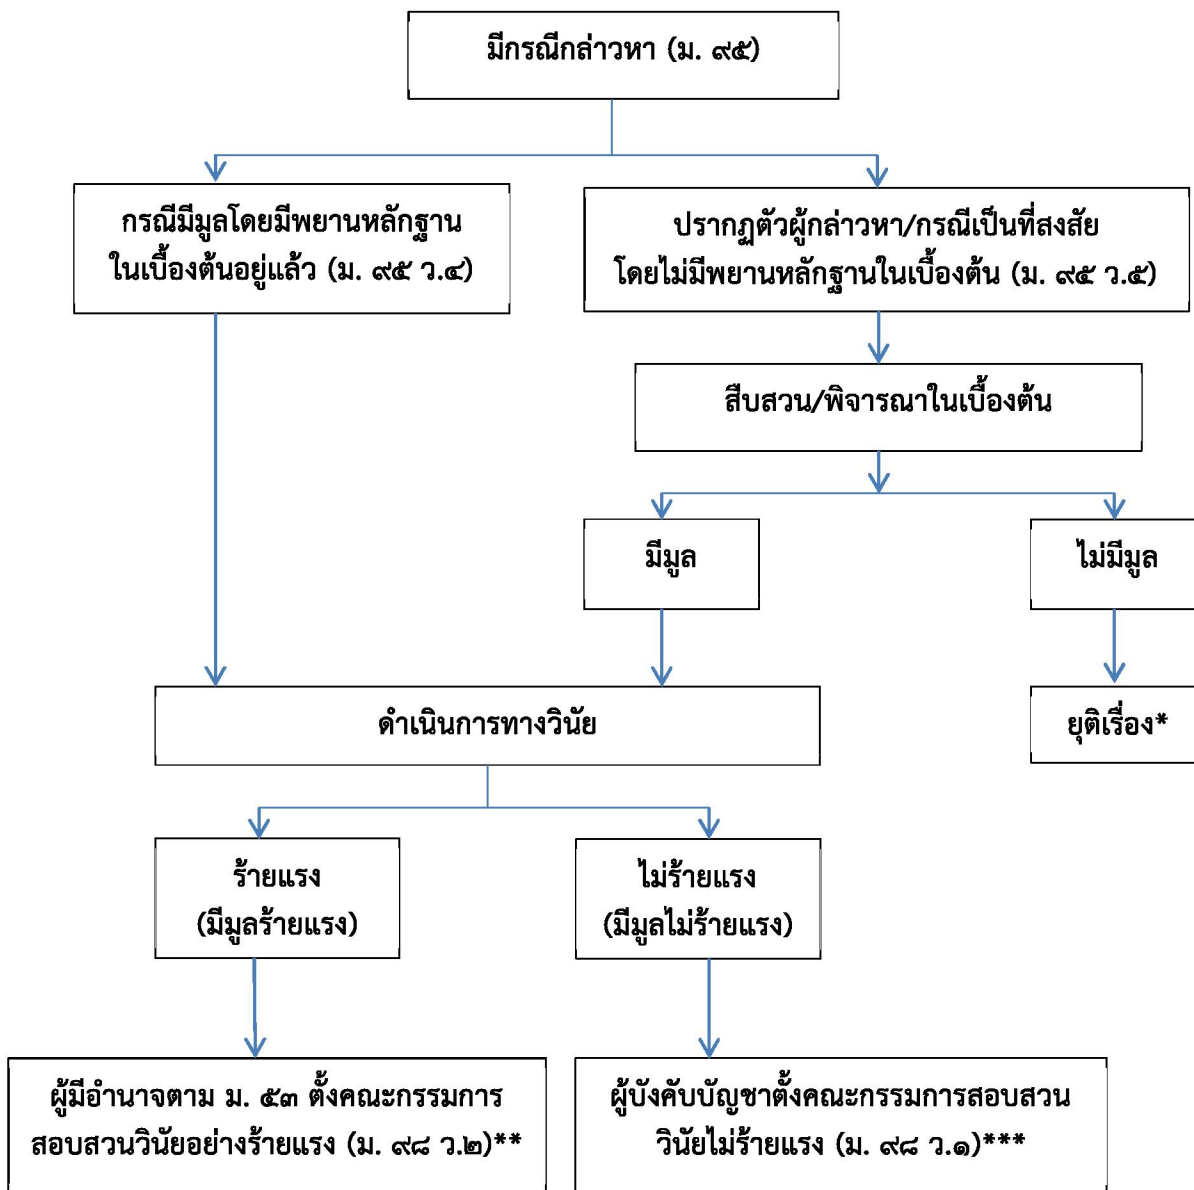 มีกรณีกล่าวหา (ม. ๙๕)
กรณีมีมูลโดยมีพยานหลักฐาน
ในเบื้องต้นอยู่แล้ว (ม. ๙๕ ว.๔)
ปรากฏตัวผู้กล่าวหา/กรณีเป็นที่สงสัย
โดยไม่มีพยานหลักฐานในเบื้องต้น (ม. ๙๕ ว.๕)
สืบสวน/พิจารณาในเบื้องต้น
มีมูล
ไม่มีมูล
ดำเนินการทางวินัย
ยุติเรื่อง*
ร้ายแรง
(มีมูลร้ายแรง)
ไม่ร้ายแรง
(มีมูลไม่ร้ายแรง)
ผู้มีอำนาจตาม ม. ๕๓ ตั้งคณะกรรมการ
สอบสวนวินัยอย่างร้ายแรง (ม. ๙๘ ว.๒)**
ผู้บังคับบัญชาตั้งคณะกรรมการสอบสวน
วินัยไม่ร้ายแรง (ม. ๙๘ ว.๑)***